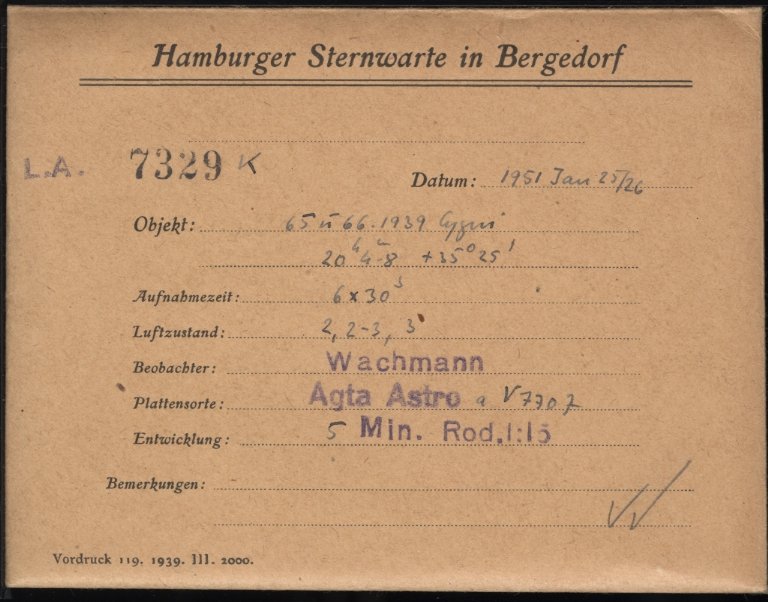 Hamburger Sternwarte in Bergedorf
L.A. 7329 K
Datum: 1951 Jan 25/26
Objekt: 65 u 66.1939 Cygni
20h 4m8 +35° 25'
Aufnahmezeit: 6 x 30s
Luftzustand: 2, 2-3, 3
Beobachter: Wachmann
Plattensorte: Agfa Astro
Entwicklung: 5 Min. Rod.1:15
Bemerkungen:
Vordruck 119. 1939. III. 2000.